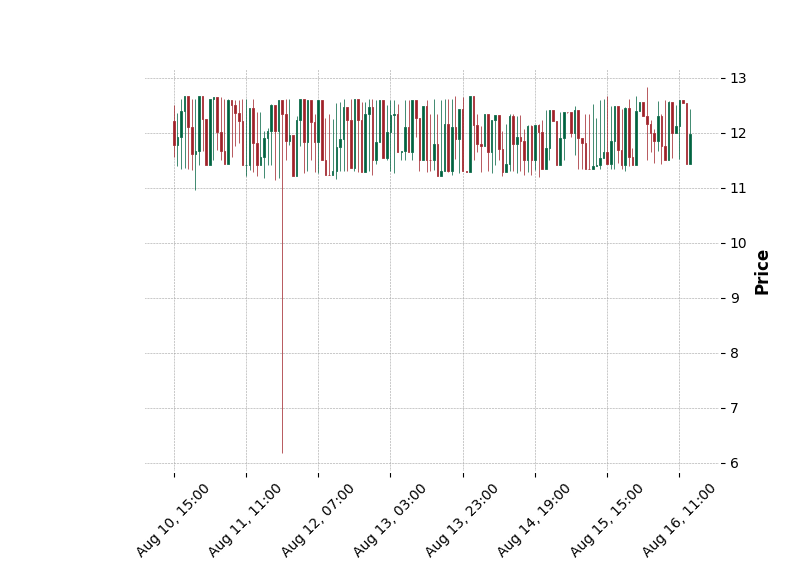 13
12
11
10
9
8
7
6
Price
Aug 10, 15:00
Aug 11, 11:00
Aug 12, 07:00
Aug 13, 03:00
Aug 13, 23:00
Aug 14, 19:00
Aug 15, 15:00
Aug 16, 11:00